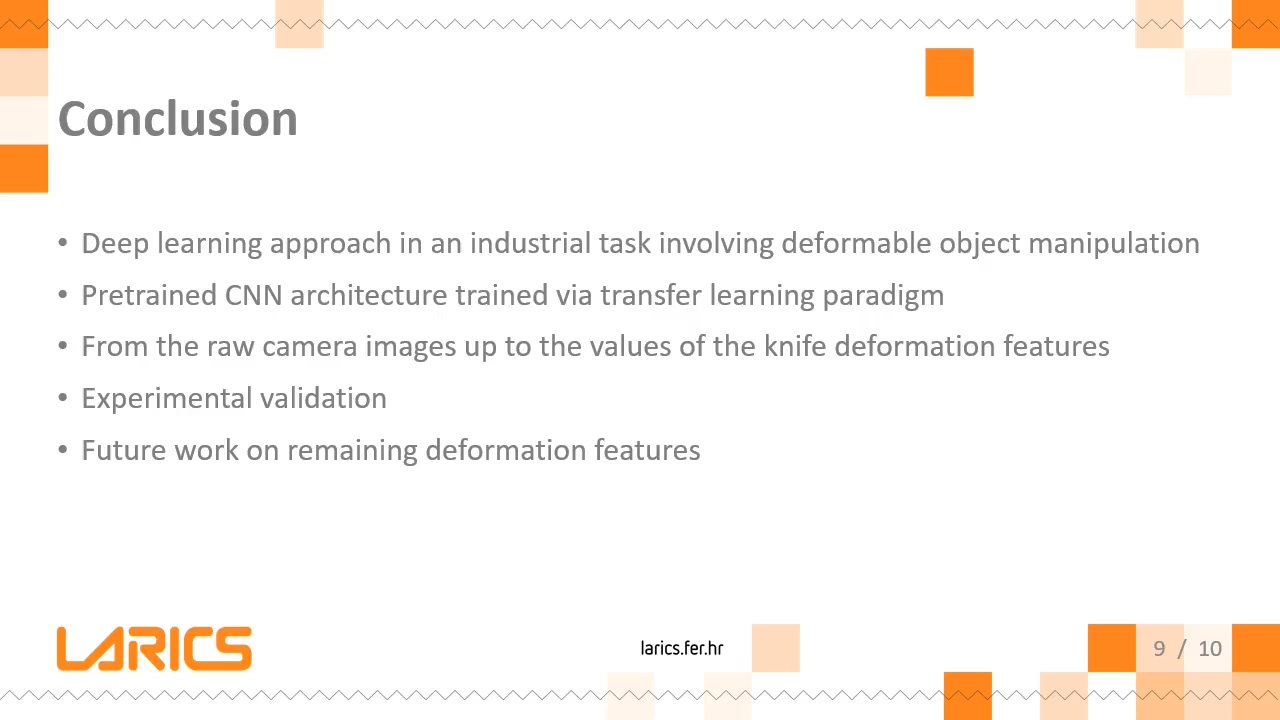 Conclusion
• Deep learning approach in an industrial task involving deformable object manipulation
• Pretrained CNN architecture trained via transfer learning paradigm
• From the raw camera images up to the values of the knife deformation features
• Experimental validation
• Future work on remaining deformation features
LARICS
larics.fer.hr
9 / 10